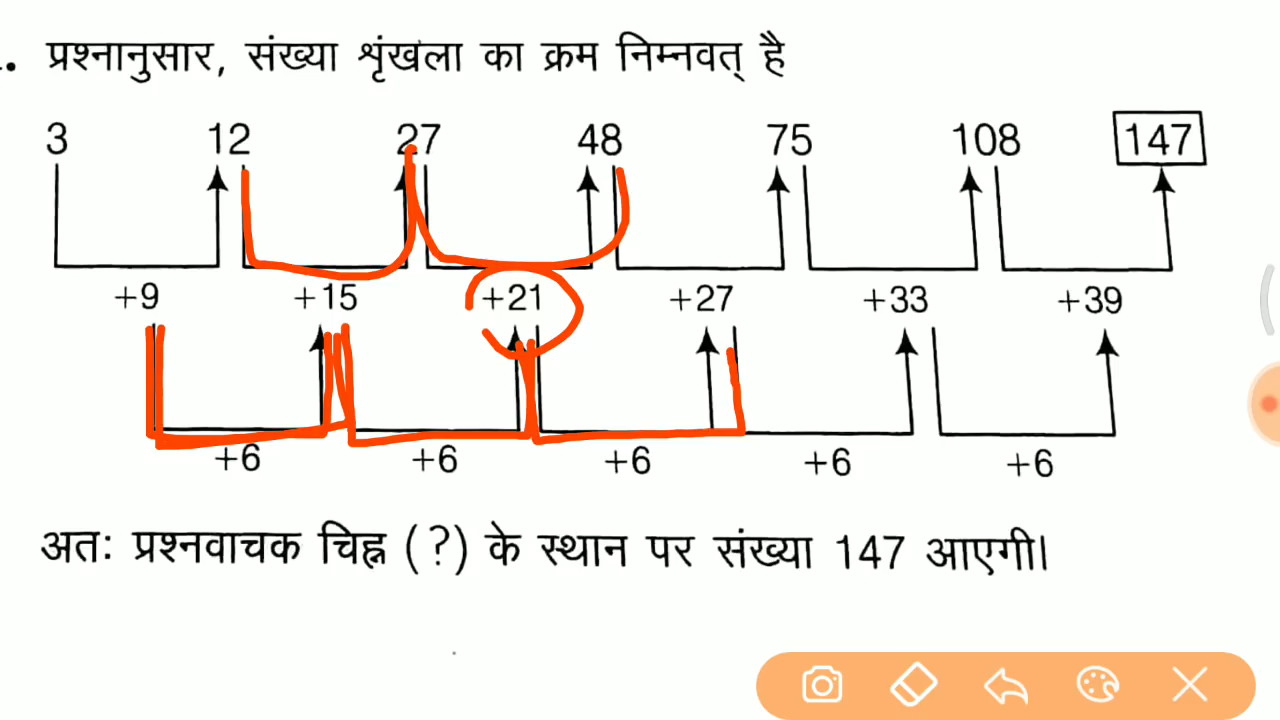 . प्रश्नानुसार, संख्या शृंखला का क्रम निम्नवत् है
3 12 27 48 75 108 147
+9 +15 +21 +27 +33 +39
+6 +6 +6 +6 +6
अतः प्रश्नवाचक चिह्न (?) के स्थान पर संख्या 147 आएगी।